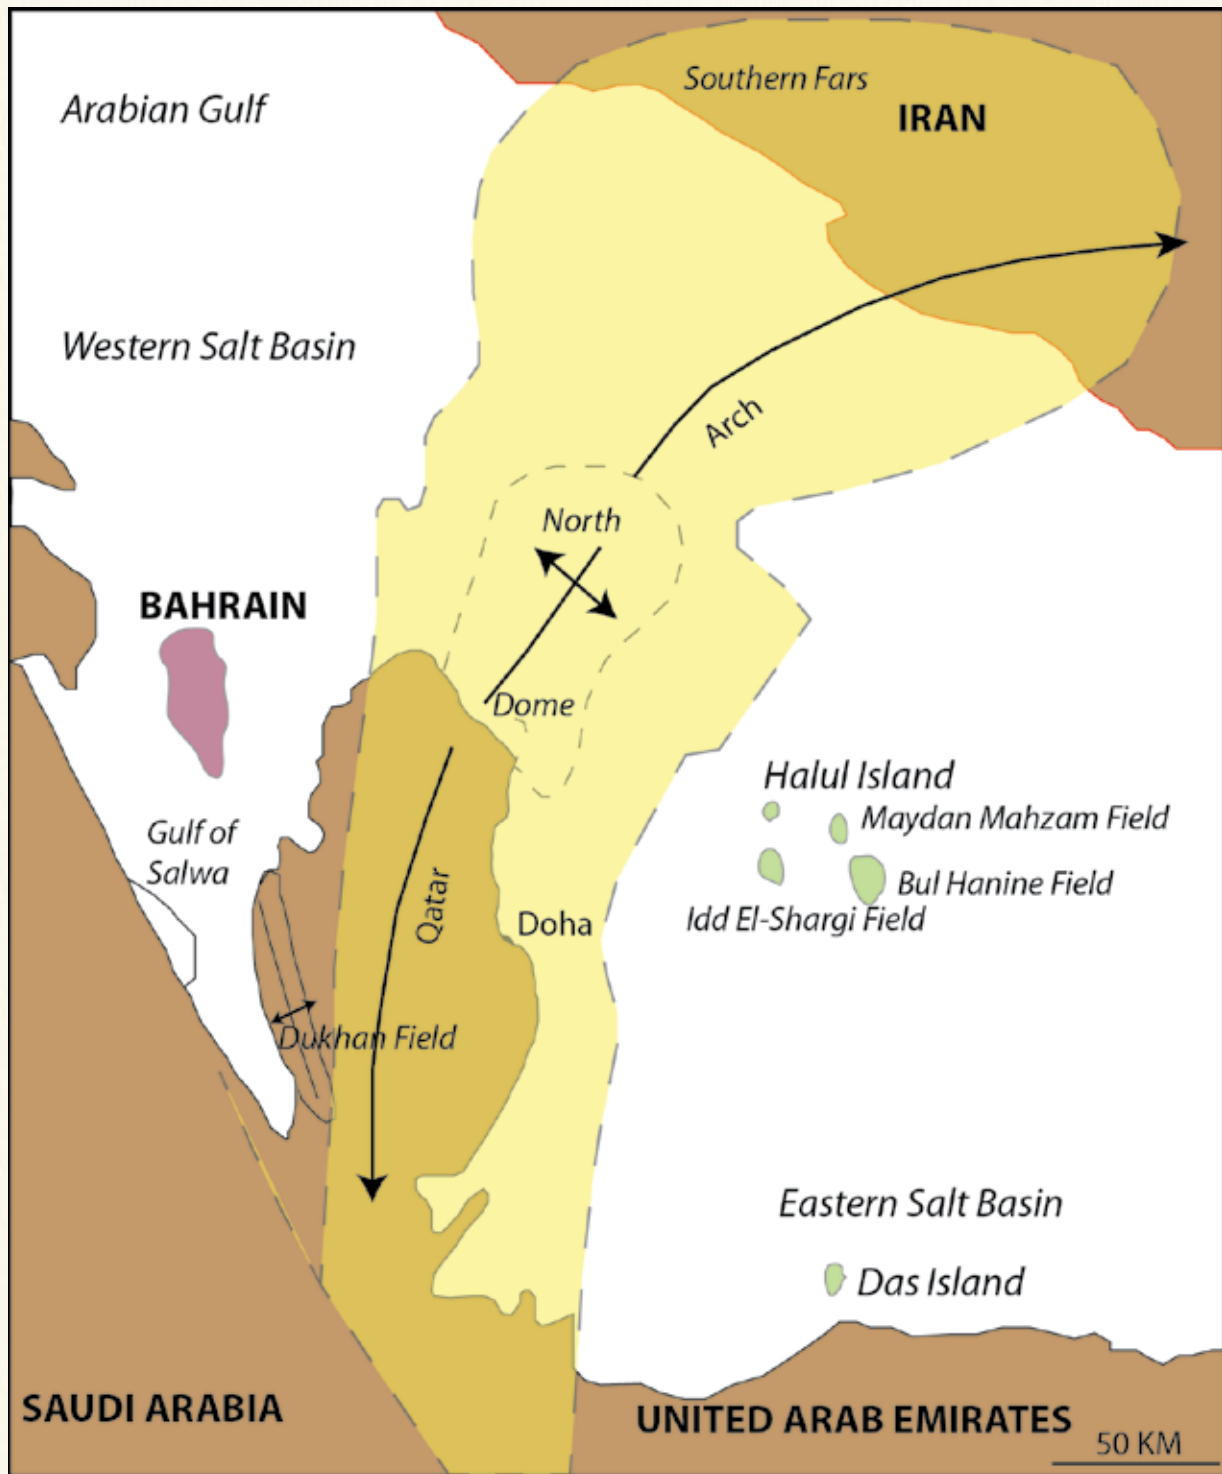 Southern Fars
IRAN
Arabian Gulf
Western Salt Basin
Arch
North
BAHRAIN
Dome
Halul Island
Maydan Mahzam Field
Gulf of
Salwa
Bul Hanine Field
Qatar
Doha
Idd El-Shargi Field
Dukhan Field
Eastern Salt Basin
Das Island
SAUDI ARABIA
UNITED ARAB EMIRATES
50 KM